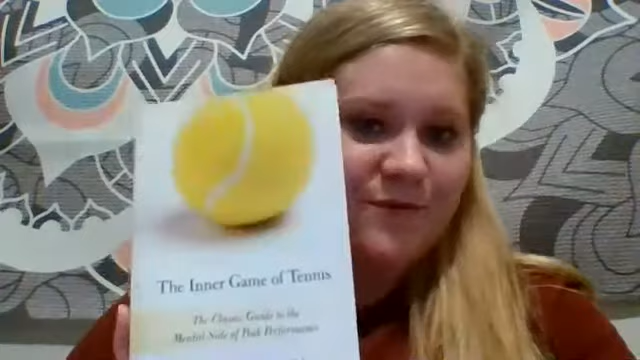 The Inner Game of Tennis
The Classic Guide to the
Mental Side of Peak Performance